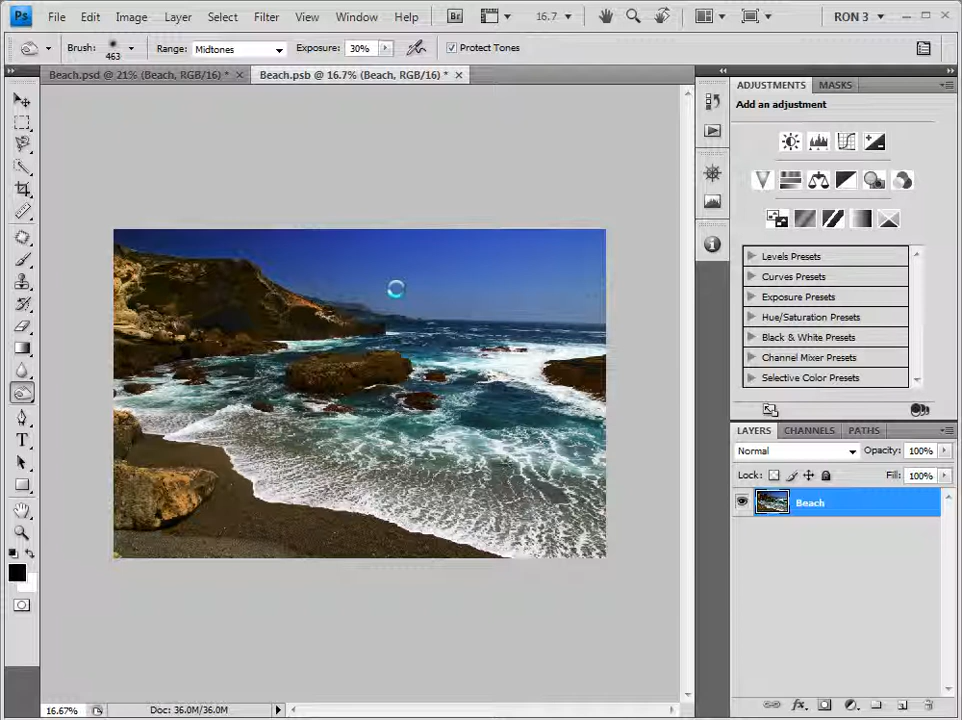 Ps File Edit Image Layer Select Filter View Window Help Br 16.7 RON 3
Brush: 463 Range: Midtones Exposure: 30% Protect Tones
Beach.psd @ 21% (Beach, RGB/16) * Beach.psb @ 16.7% (Beach, RGB/16) *
ADJUSTMENTS MASKS
Add an adjustment
Levels Presets
Curves Presets
Exposure Presets
Hue/Saturation Presets
Black & White Presets
Channel Mixer Presets
Selective Color Presets
LAYERS CHANNELS PATHS
Normal Opacity: 100%
Lock: Fill: 100%
Beach
16.67% Doc: 36.0M/36.0M